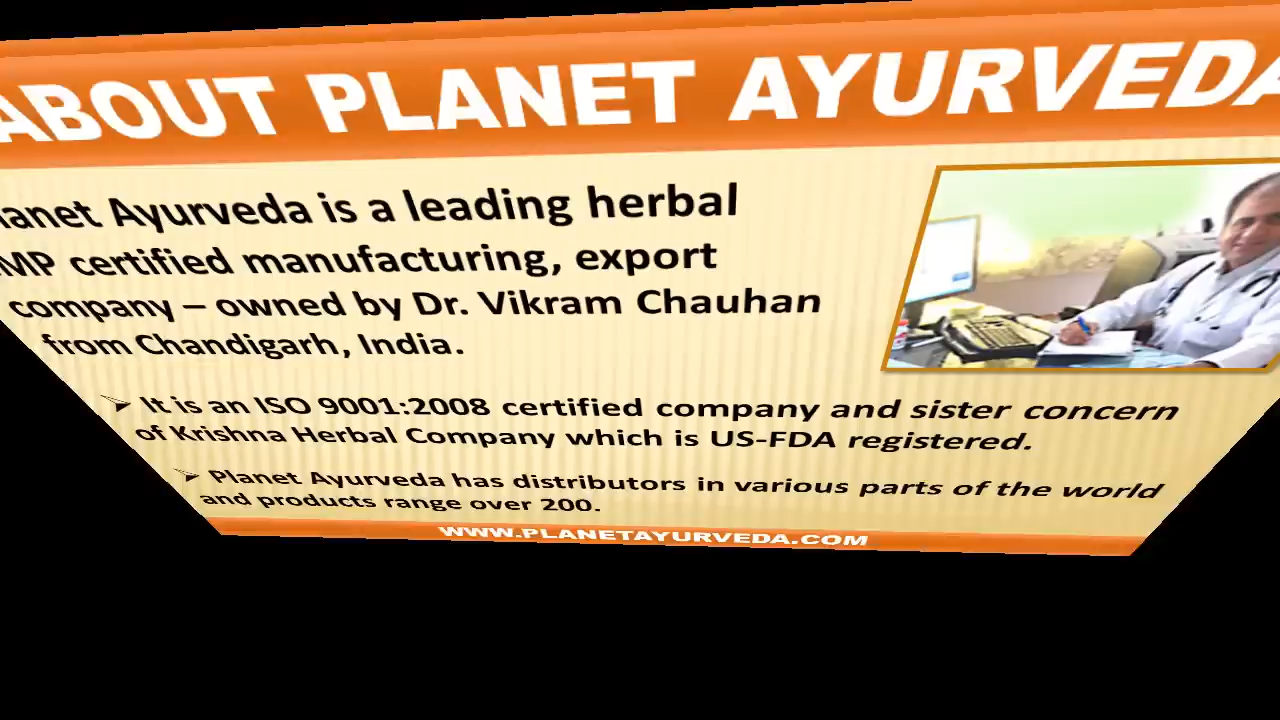 ABOUT PLANET AYURVEDA
lanet Ayurveda is a leading herbal
MP certified manufacturing, export
company – owned by Dr. Vikram Chauhan
from Chandigarh, India.
➢ It is an ISO 9001:2008 certified company and sister concern
of Krishna Herbal Company which is US-FDA registered.
➢ Planet Ayurveda has distributors in various parts of the world
and products range over 200.
WWW.PLANETAYURVEDA.COM